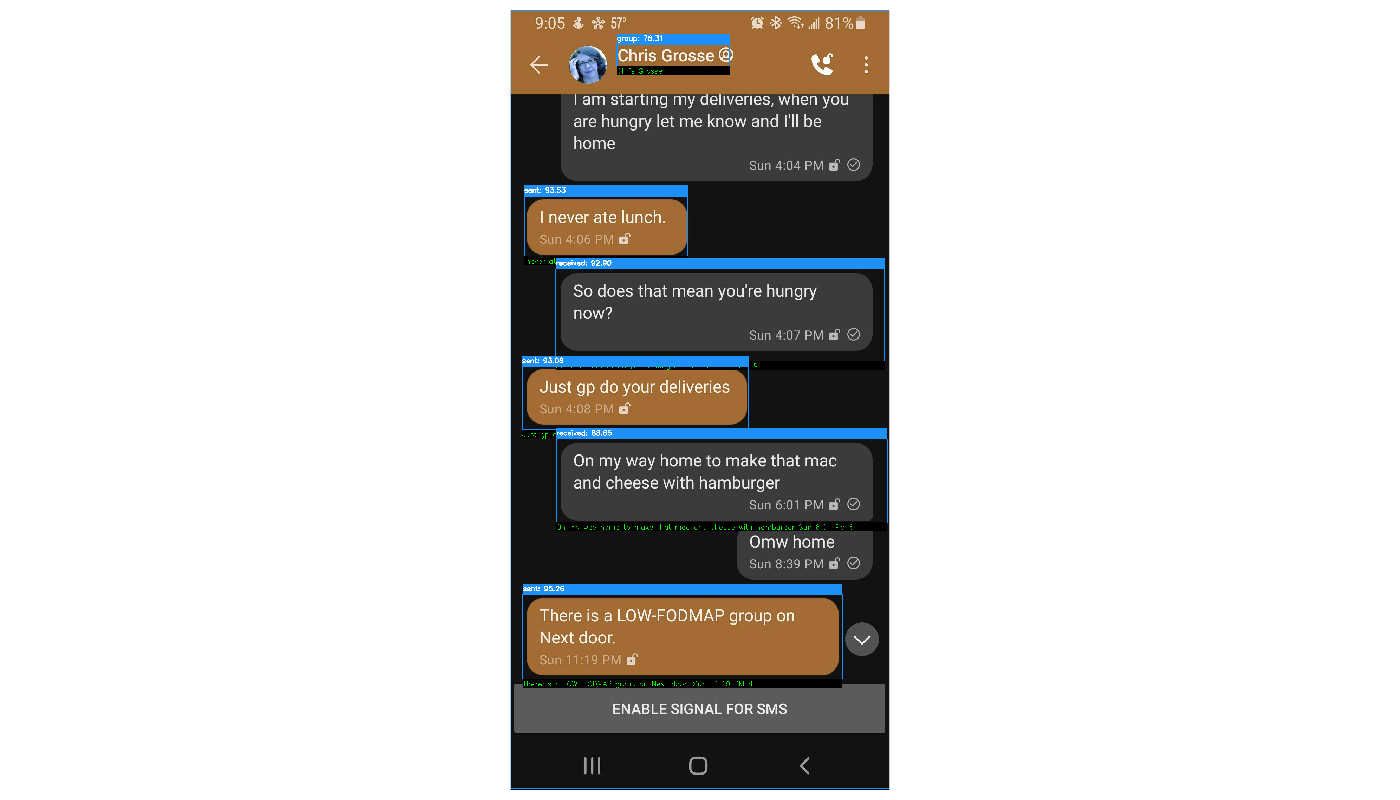 9:05 57° 81%
group: 76.31
Chris Grosse
I am starting my deliveries, when you
are hungry let me know and I'll be
home
Sun 4:04 PM
sent: 93.53
I never ate lunch.
Sun 4:06 PM
received: 92.90
So does that mean you're hungry
now?
Sun 4:07 PM
sent: 93.08
Just gp do your deliveries
Sun 4:08 PM
received: 88.65
On my way home to make that mac
and cheese with hamburger
Sun 6:01 PM
Omw home
Sun 8:39 PM
sent: 95.26
There is a LOW-FODMAP group on
Next door.
Sun 11:19 PM
ENABLE SIGNAL FOR SMS